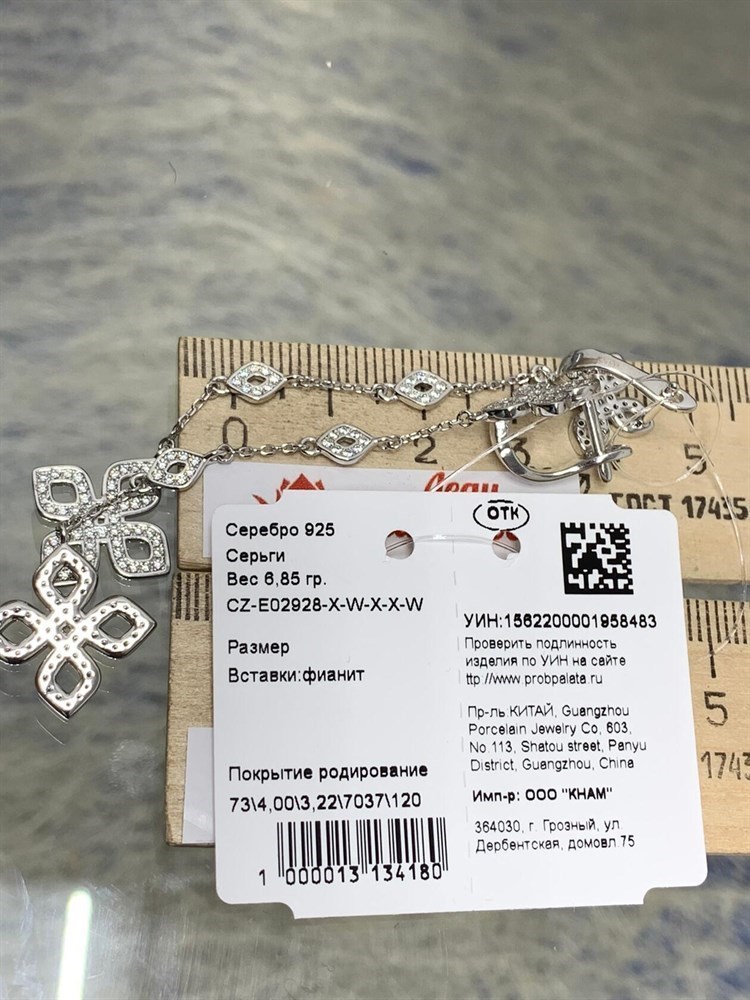 0
2
3
5
ГОСТ 17435
Серебро 925
Серьги
Вес 6,85 гр.
CZ-E02928-X-W-X-X-W
Размер
Вставки:фианит
Покрытие родирование
73\4,00\3,22\7037\120
1 000013 134180
ОТК
УИН:1562200001958483
Проверить подлинность
изделия по УИН на сайте
ttp://www.probpalata.ru
Пр-ль:КИТАЙ, Guangzhou
Porcelain Jewelry Co, 603,
No.113, Shatou street, Panyu
District, Guangzhou, China
Имп-р: ООО "КНАМ"
364030, г. Грозный, ул.
Дербентская, домовл.75
5
1743